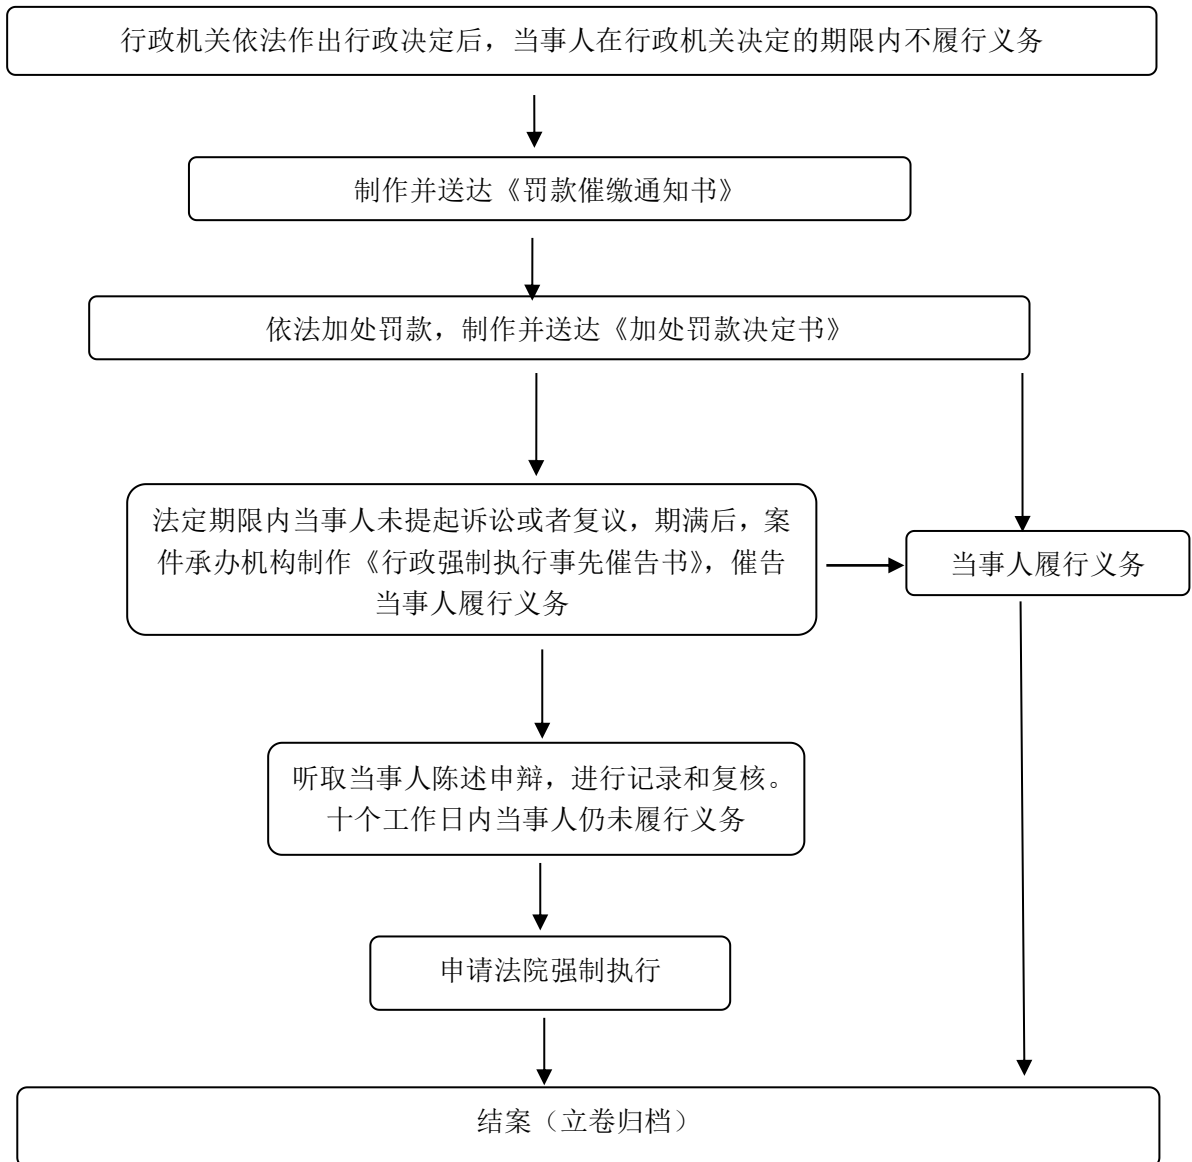 行政机关依法作出行政决定后，当事人在行政机关决定的期限内不履行义务
制作并送达《罚款催缴通知书》
依法加处罚款，制作并送达《加处罚款决定书》
法定期限内当事人未提起诉讼或者复议，期满后，案
件承办机构制作《行政强制执行事先催告书》，催告
当事人履行义务
当事人履行义务
听取当事人陈述申辩，进行记录和复核。
十个工作日内当事人仍未履行义务
申请法院强制执行
结案（立卷归档）